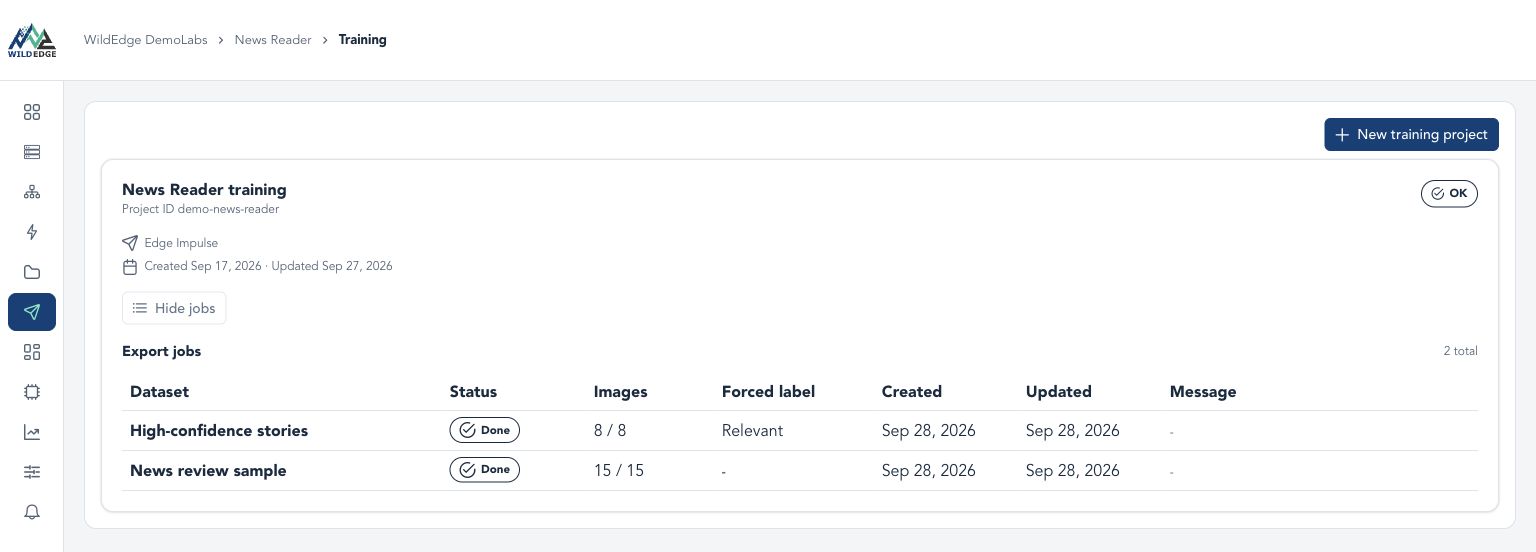 WILDEDGE
WildEdge DemoLabs > News Reader > Training
+ New training project
News Reader training
Project ID demo-news-reader
OK
Edge Impulse
Created Sep 17, 2026 · Updated Sep 27, 2026
Hide jobs
Export jobs
2 total
Dataset Status Images Forced label Created Updated Message
High-confidence stories Done 8 / 8 Relevant Sep 28, 2026 Sep 28, 2026 -
News review sample Done 15 / 15 - Sep 28, 2026 Sep 28, 2026 -